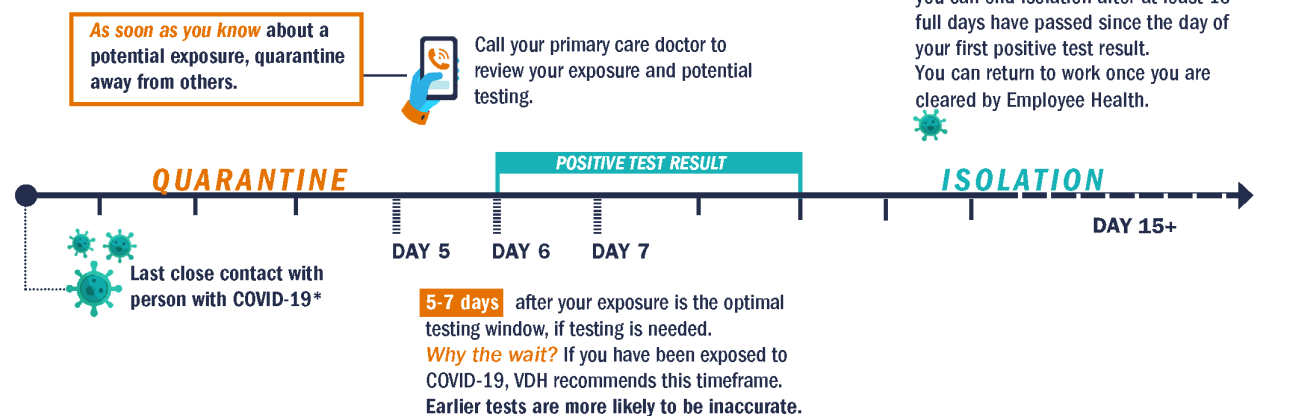 As soon as you know about a
potential exposure, quarantine
away from others.
Call your primary care doctor to
review your exposure and potential
testing.
full days have passed since the day of
your first positive test result.
You can return to work once you are
cleared by Employee Health.
QUARANTINE
POSITIVE TEST RESULT
ISOLATION
DAY 5
DAY 6
DAY 7
DAY 15+
Last close contact with
person with COVID-19*
5-7 days after your exposure is the optimal
testing window, if testing is needed.
Why the wait? If you have been exposed to
COVID-19, VDH recommends this timeframe.
Earlier tests are more likely to be inaccurate.